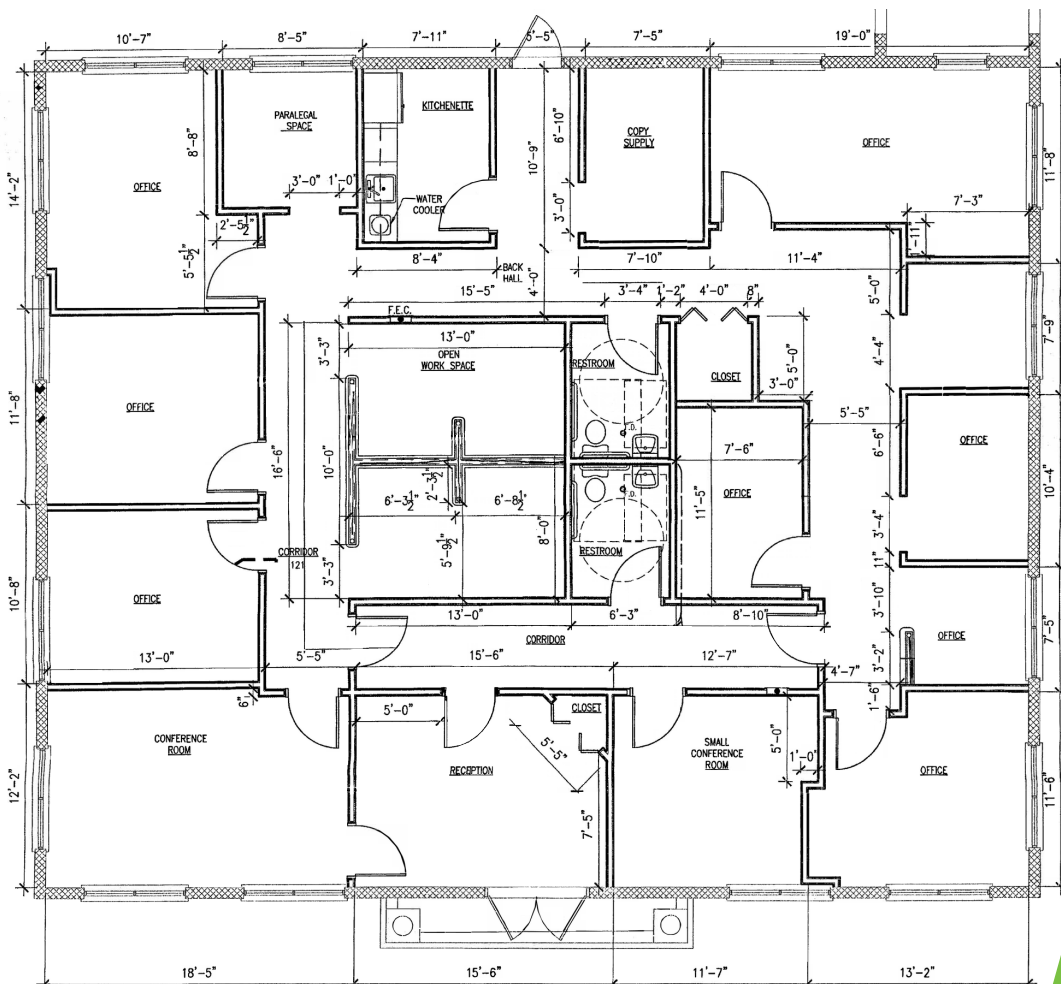 10'-7"
8'-5"
7'-11"
5'-5"
7'-5"
19'-0"
14'-2"
8'-8"
PARALEGAL
SPACE
KITCHENETTE
10'-9"
6'-10"
COPY
SUPPLY
OFFICE
11'-8"
OFFICE
3'-0"
1'-0"
WATER
COOLER
3'-0"
7'-3"
2'-5½"
5'-5½"
8'-4"
BACK
HALL
4'-0"
7'-10"
11'-4"
-11"
5'-0"
15'-5"
3'-4"
1'-2"
4'-0"
8"
F.E.C.
13'-0"
OPEN
WORK SPACE
3'-3"
RESTROOM
CLOSET
5'-0"
3'-0"
4'-4"
7'-9"
OFFICE
11'-8"
16'-6"
10'-0"
2'-3½"
6'-3½"
6'-8½"
7'-6"
5'-5"
6'-6"
OFFICE
10'-4"
11'-5"
OFFICE
8'-0"
5'-9½"
3'-3"
F.D.
RESTROOM
CORRIDOR
121
3'-4"
11"
3'-10"
OFFICE
10'-8"
OFFICE
7'-5"
13'-0"
6'-3"
8'-10"
CORRIDOR
3'-2"
13'-0"
5'-5"
15'-6"
12'-7"
4'-7"
1'-6"
6"
5'-0"
CLOSET
CONFERENCE
ROOM
RECEPTION
5'-5"
SMALL
CONFERENCE
ROOM
5'-0"
1'-0"
OFFICE
12'-2"
7'-5"
11'-6"
18'-5"
15'-6"
11'-7"
13'-2"